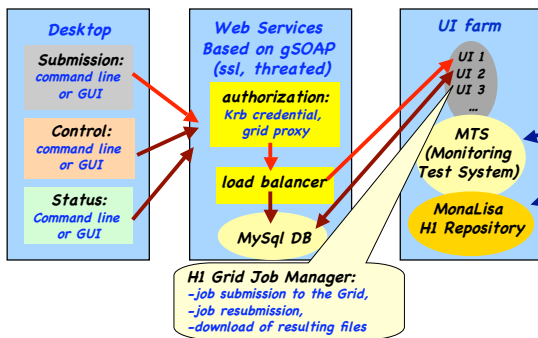 Desktop
Submission:
command line
or GUI
Control:
command line
or GUI
Status:
Command line
or GUI
Web Services
Based on gSOAP
(ssl, threated)
authorization:
Krb credential,
grid proxy
load balancer
MySql DB
UI farm
UI 1
UI 2
UI 3
...
MTS
(Monitoring
Test System)
MonaLisa
H1 Repository
H1 Grid Job Manager:
-job submission to the Grid,
-job resubmission,
-download of resulting files